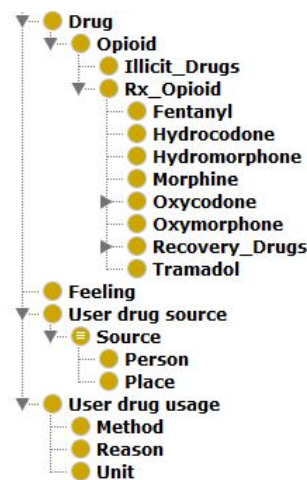 Drug
Opioid
Illicit_Drugs
Rx_Opioid
Fentanyl
Hydrocodone
Hydromorphone
Morphine
Oxycodone
Oxymorphone
Recovery_Drugs
Tramadol
Feeling
User drug source
Source
Person
Place
User drug usage
Method
Reason
Unit